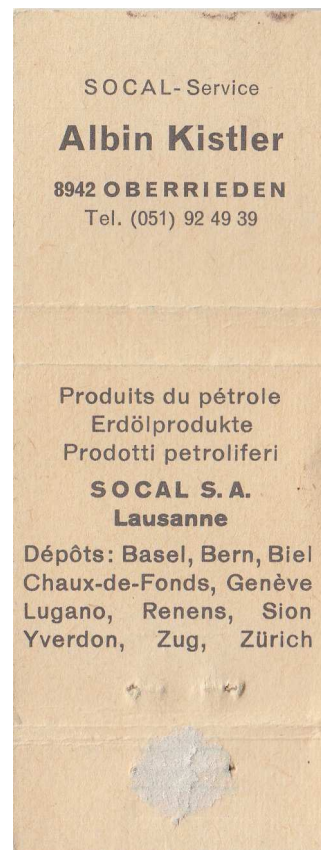 SOCAL-Service
Albin Kistler
8942 OBERRIEDEN
Tel. (051) 92 49 39
Produits du pétrole
Erdölprodukte
Prodotti petroliferi
SOCAL S.A.
Lausanne
Dépôts: Basel, Bern, Biel
Chaux-de-Fonds, Genève
Lugano, Renens, Sion
Yverdon, Zug, Zürich